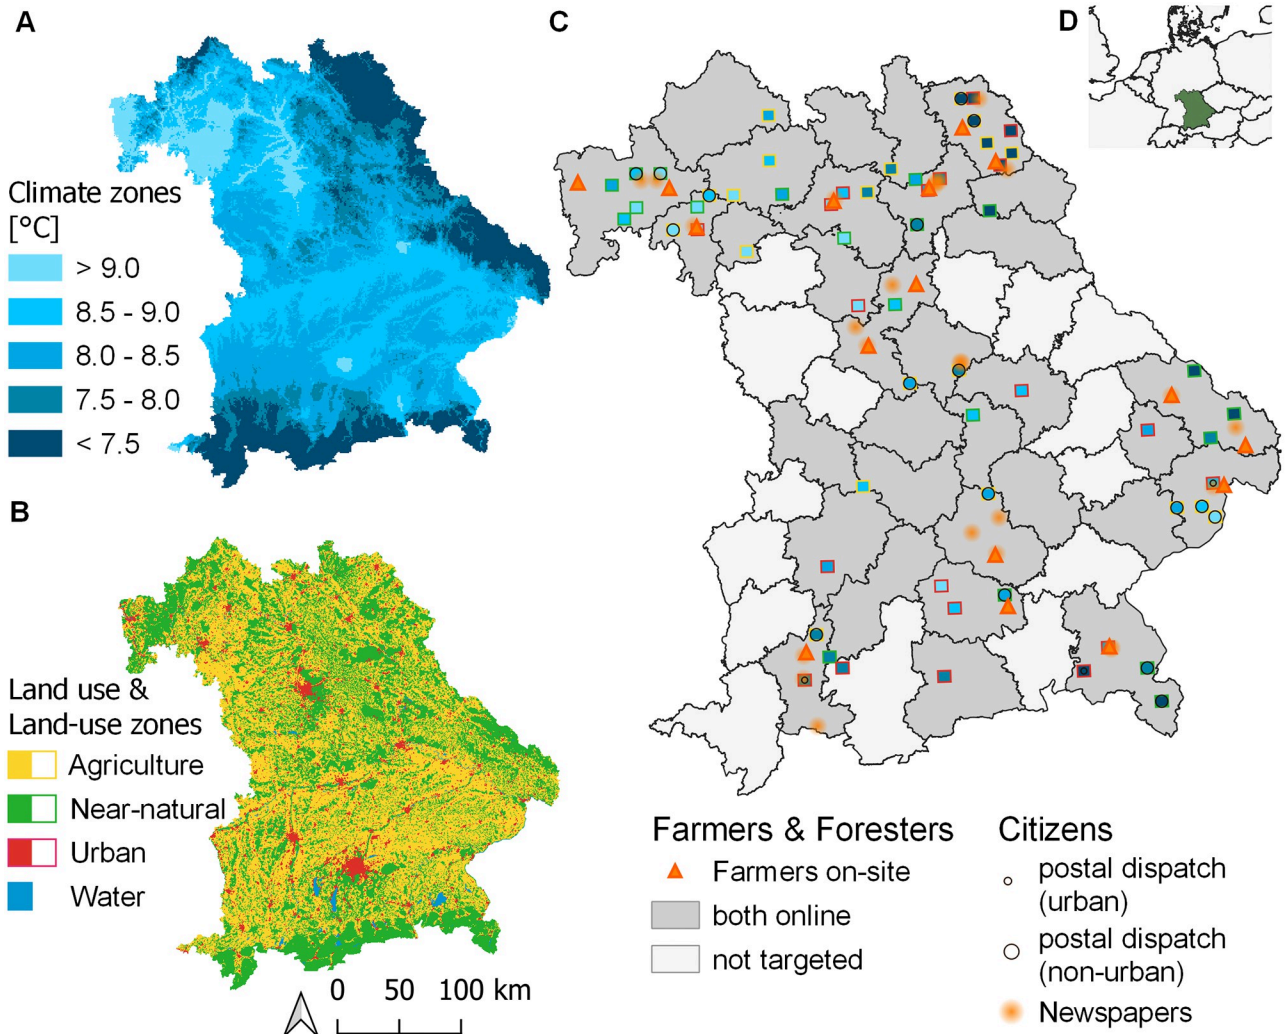 A
Climate zones
[°C]
> 9.0
8.5 - 9.0
8.0 - 8.5
7.5 - 8.0
< 7.5
B
Land use &
Land-use zones
Agriculture
Near-natural
Urban
Water
0 50 100 km
C
D
Farmers & Foresters
Farmers on-site
both online
not targeted
Citizens
postal dispatch
(urban)
postal dispatch
(non-urban)
Newspapers